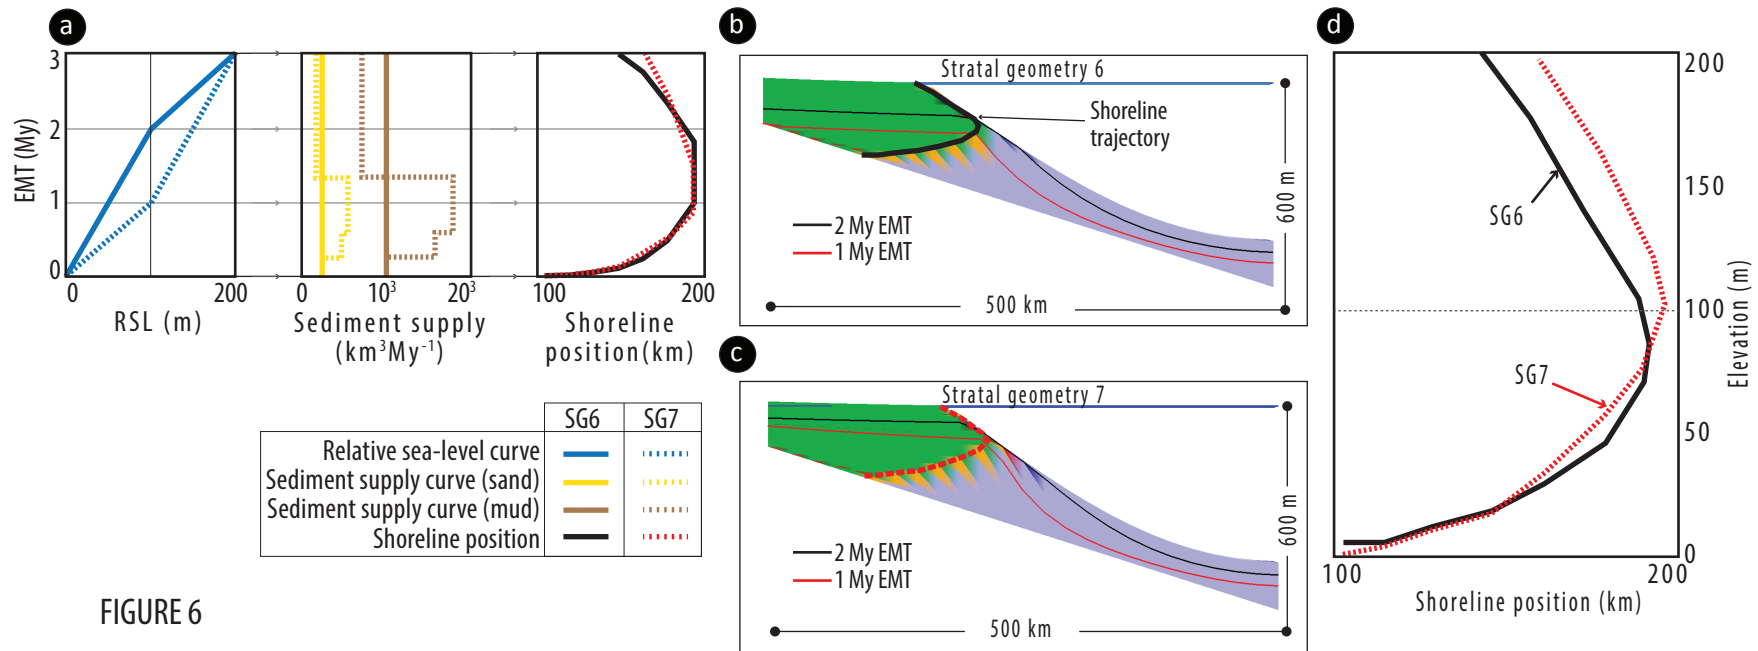 a
3
2
1
0
EMT (My)
0
200
RSL (m)
0
10³
20³
Sediment supply
(km³My⁻¹)
100
200
Shoreline
position(km)
SG6
SG7
Relative sea-level curve
Sediment supply curve (sand)
Sediment supply curve (mud)
Shoreline position
FIGURE 6
b
Stratal geometry 6
Shoreline
trajectory
2 My EMT
1 My EMT
600 m
500 km
c
Stratal geometry 7
2 My EMT
1 My EMT
600 m
500 km
d
200
150
100
50
0
Elevation (m)
SG6
SG7
100
200
Shoreline position (km)